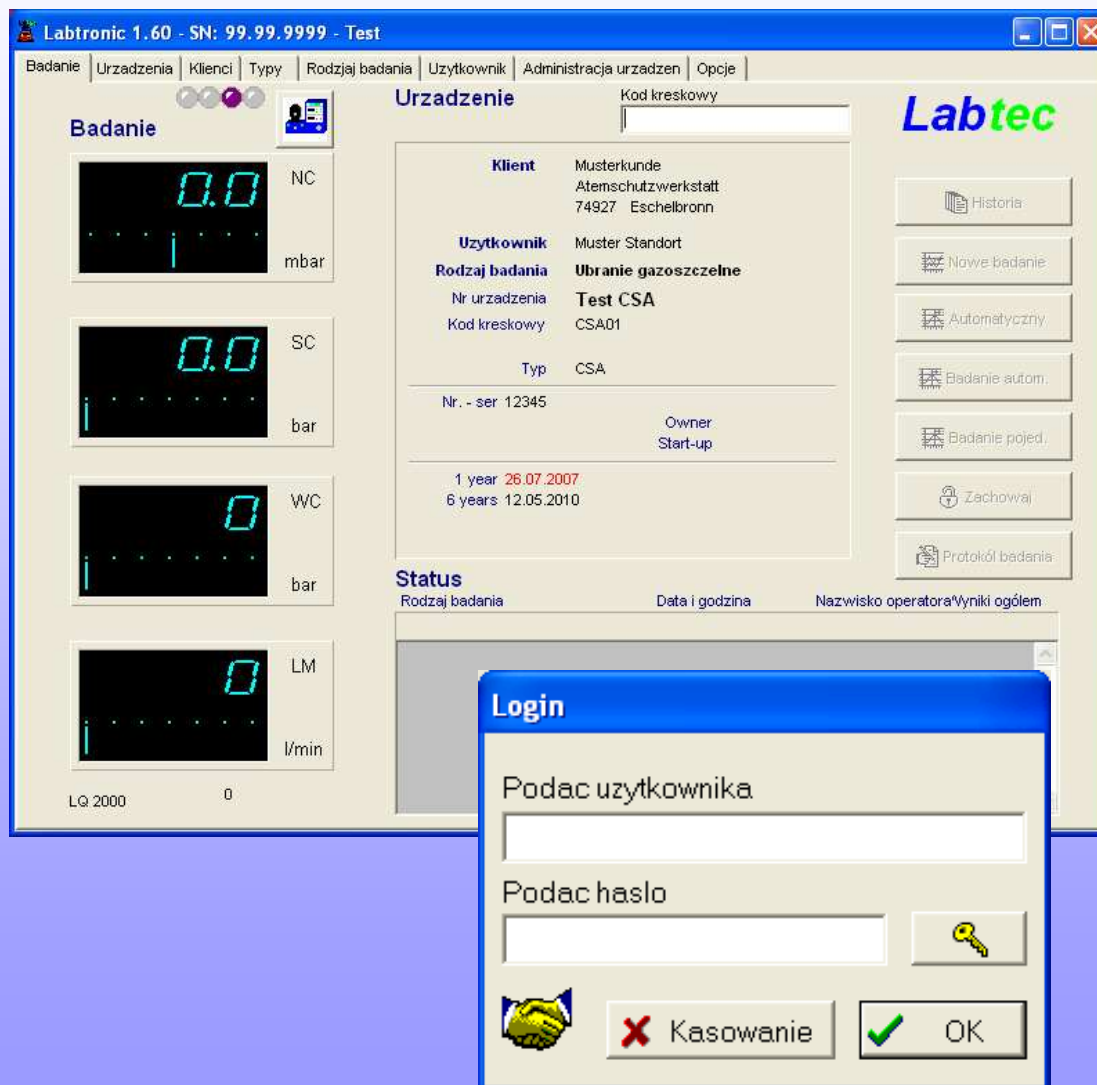 Labtronic 1.60 - SN: 99.99.9999 - Test
Badanie Urzadzenia Klienci Typy Rodzjaj badania Uzytkownik Administracja urzadzen Opcje
Badanie
0.0 NC
mbar
0.0 SC
bar
0 WC
bar
0 LM
l/min
LQ 2000 0
Urzadzenie Kod kreskowy
Klient Musterkunde
Atemschutzwerkstatt
74927 Eschelbronn
Uzytkownik Muster Standort
Rodzaj badania Ubranie gazoszczelne
Nr urzadzenia Test CSA
Kod kreskowy CSA01
Typ CSA
Nr. - ser 12345
Owner
Start-up
1 year 26.07.2007
6 years 12.05.2010
Labtec
Historia
Nowe badanie
Automatyczny
Badanie autom.
Badanie pojed.
Zachowaj
Protokól badania
Status
Rodzaj badania Data i godzina Nazwisko operatora Wyniki ogólem
Login
Podac uzytkownika
Podac haslo
Kasowanie OK